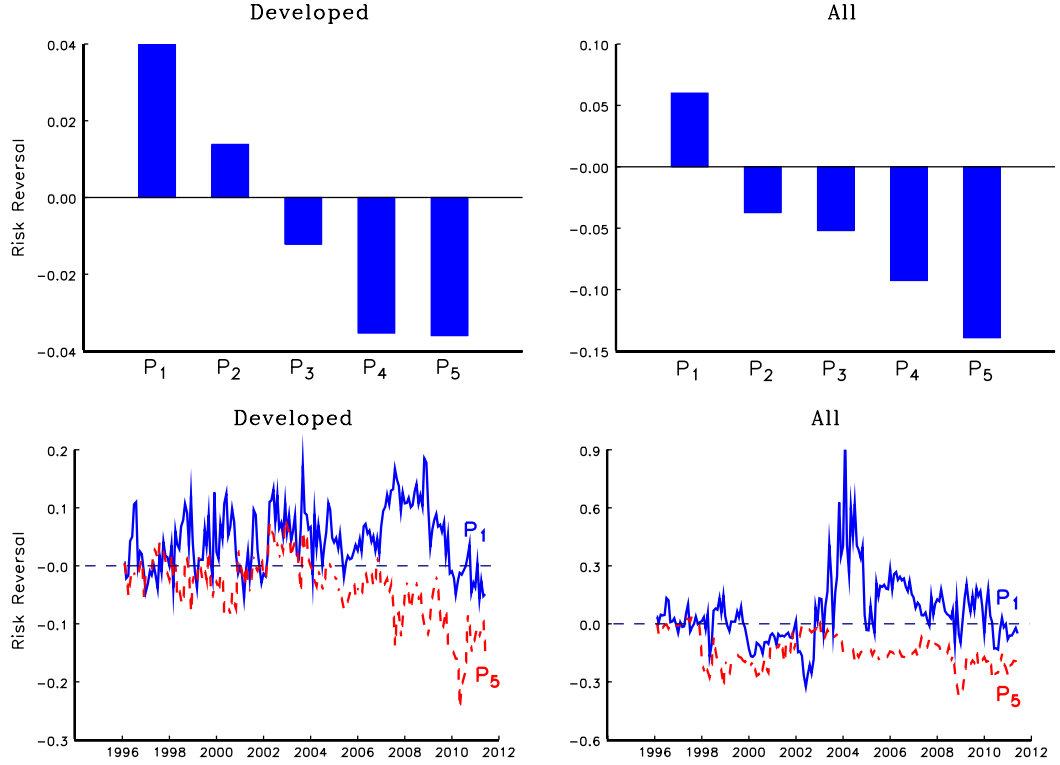 Developed
All
Risk Reversal
0.04
0.02
0.00
−0.02
−0.04
P1 P2 P3 P4 P5
0.10
0.05
−0.00
−0.05
−0.10
−0.15
P1 P2 P3 P4 P5
Developed
All
Risk Reversal
0.2
0.1
−0.0
−0.1
−0.2
−0.3
P1
P5
1996 1998 2000 2002 2004 2006 2008 2010 2012
0.9
0.6
0.3
0.0
−0.3
−0.6
P1
P5
1996 1998 2000 2002 2004 2006 2008 2010 2012